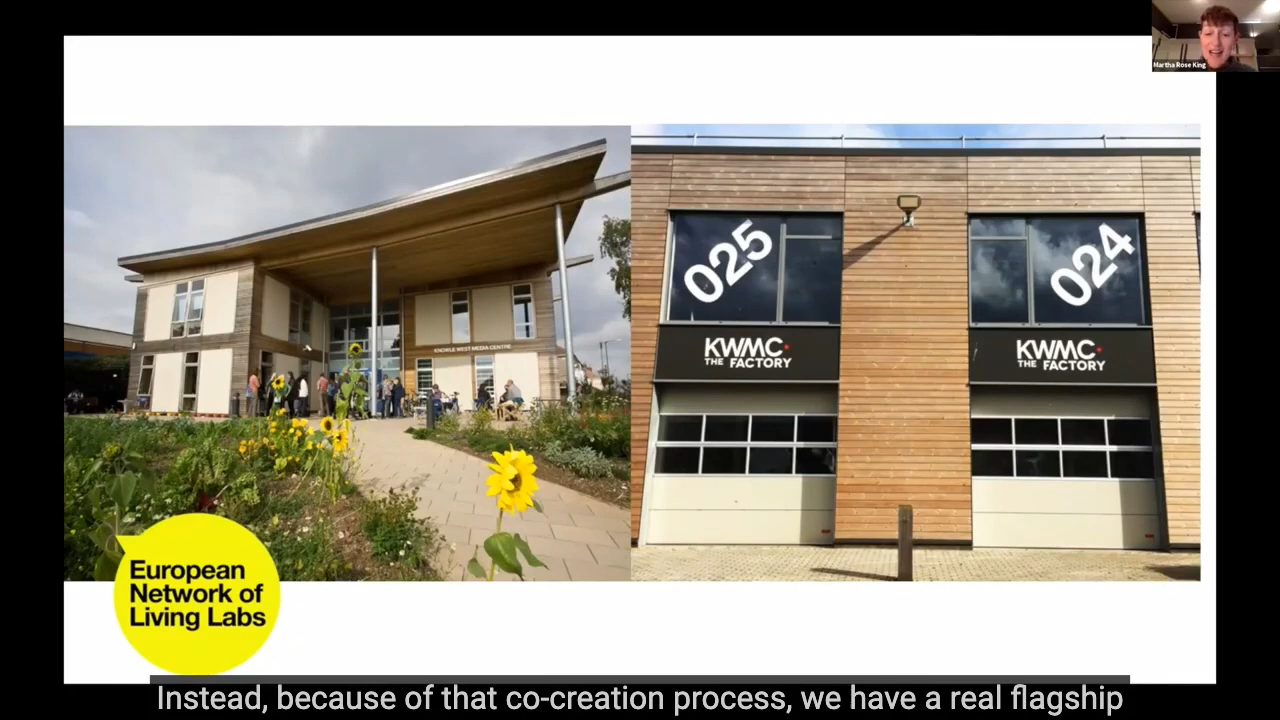 Martha Rose King
KNOWLE WEST MEDIA CENTRE
025
024
KWMC
THE FACTORY
KWMC
THE FACTORY
European
Network of
Living Labs
Instead, because of that co-creation process, we have a real flagship